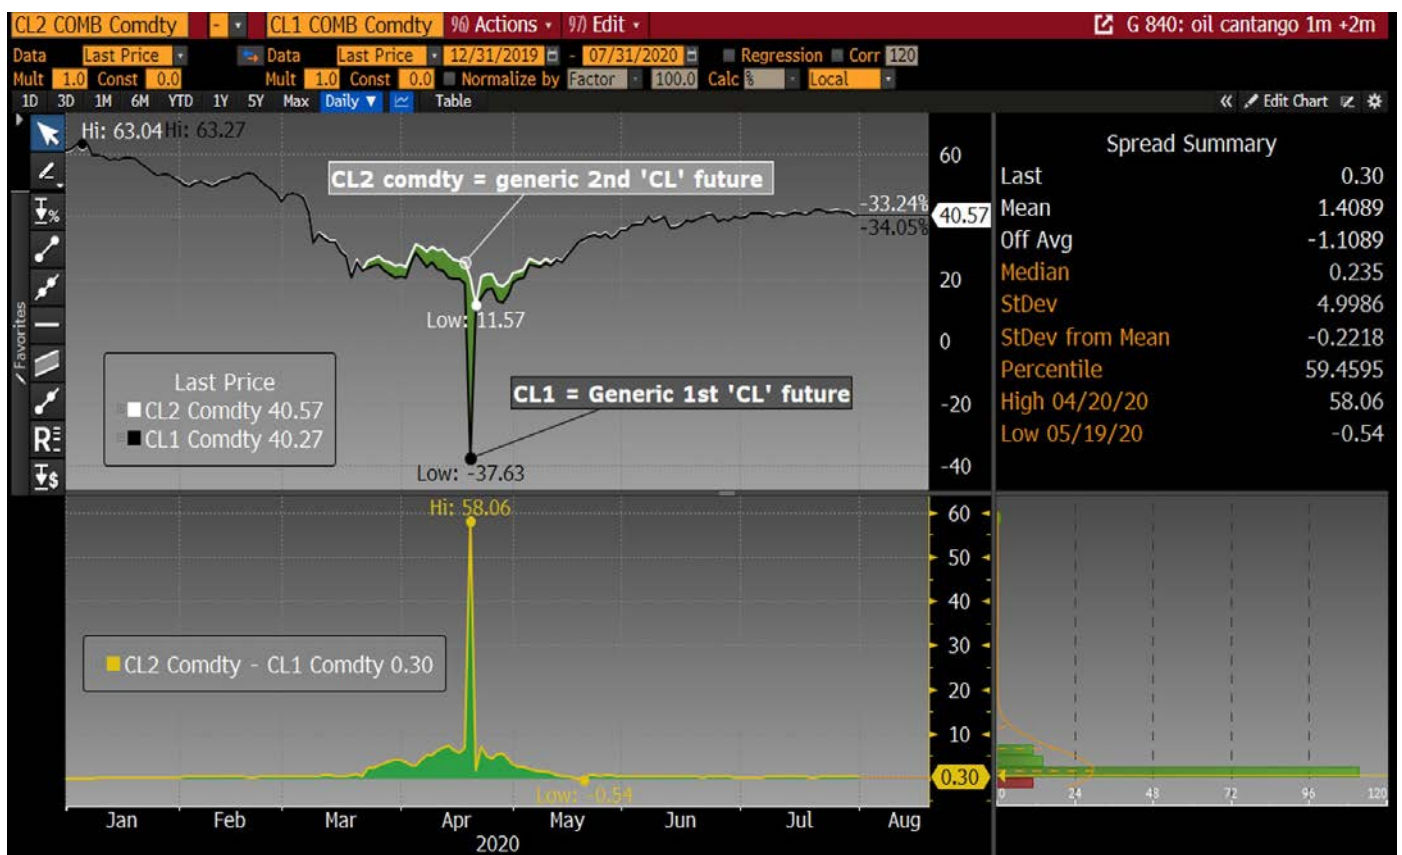 CL2 COMB Comdty - CL1 COMB Comdty 96) Actions 97) Edit G 840: oil cantango 1m +2m
Data Last Price Data Last Price 12/31/2019 - 07/31/2020 Regression Corr 120
Mult 1.0 Const 0.0 Mult 1.0 Const 0.0 Normalize by Factor 100.0 Calc % Local
1D 3D 1M 6M YTD 1Y 5Y Max Daily ▼ Table « Edit Chart
Favorites
Hi: 63.04 Hi: 63.27
CL2 comdty = generic 2nd 'CL' future
-33.24%
-34.05%
40.57
Low: 11.57
CL1 = Generic 1st 'CL' future
Low: -37.63
Last Price
CL2 Comdty 40.57
CL1 Comdty 40.27
60
20
0
-20
-40
Spread Summary
Last 0.30
Mean 1.4089
Off Avg -1.1089
Median 0.235
StDev 4.9986
StDev from Mean -0.2218
Percentile 59.4595
High 04/20/20 58.06
Low 05/19/20 -0.54
Hi: 58.06
CL2 Comdty - CL1 Comdty 0.30
Low: -0.54
60
50
40
30
20
10
0.30
0 24 48 72 96 120
Jan Feb Mar Apr May Jun Jul Aug
2020